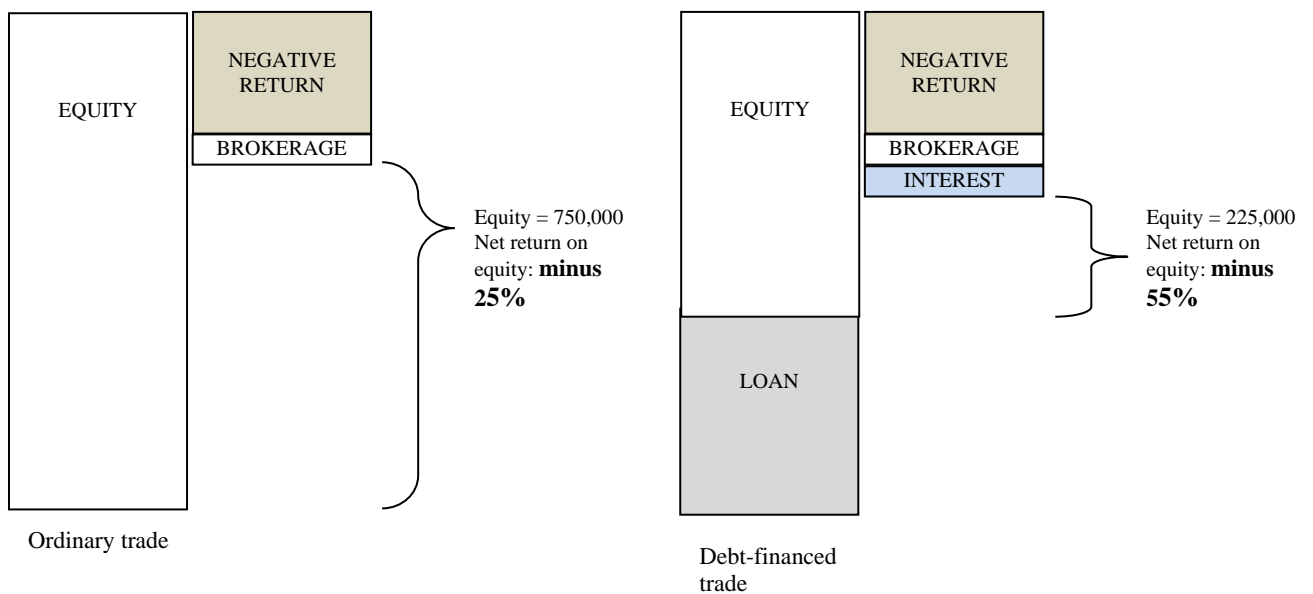 EQUITY
NEGATIVE
RETURN
BROKERAGE
Equity = 750,000
Net return on
equity: minus
25%
Ordinary trade
EQUITY
NEGATIVE
RETURN
BROKERAGE
INTEREST
Equity = 225,000
Net return on
equity: minus
55%
LOAN
Debt-financed
trade